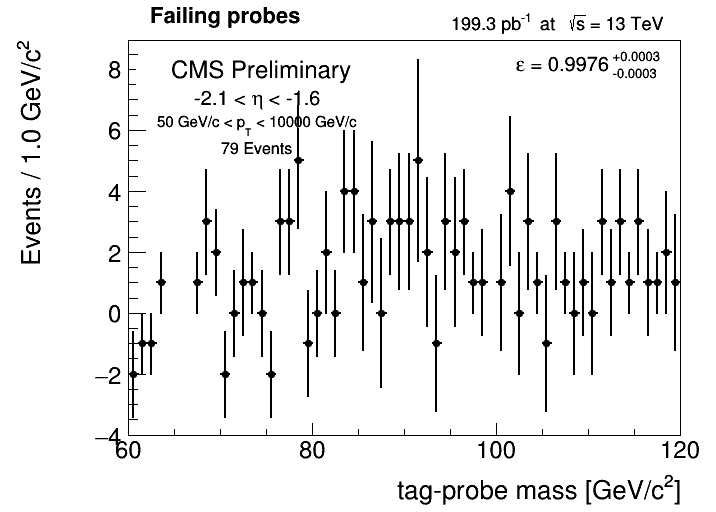 Failing probes
199.3 pb-1 at √s = 13 TeV
CMS Preliminary
ε = 0.9976 +0.0003 -0.0003
-2.1 < η < -1.6
50 GeV/c < pT < 10000 GeV/c
79 Events
Events / 1.0 GeV/c2
8
6
4
2
0
−2
−4
60 80 100 120
tag-probe mass [GeV/c2]